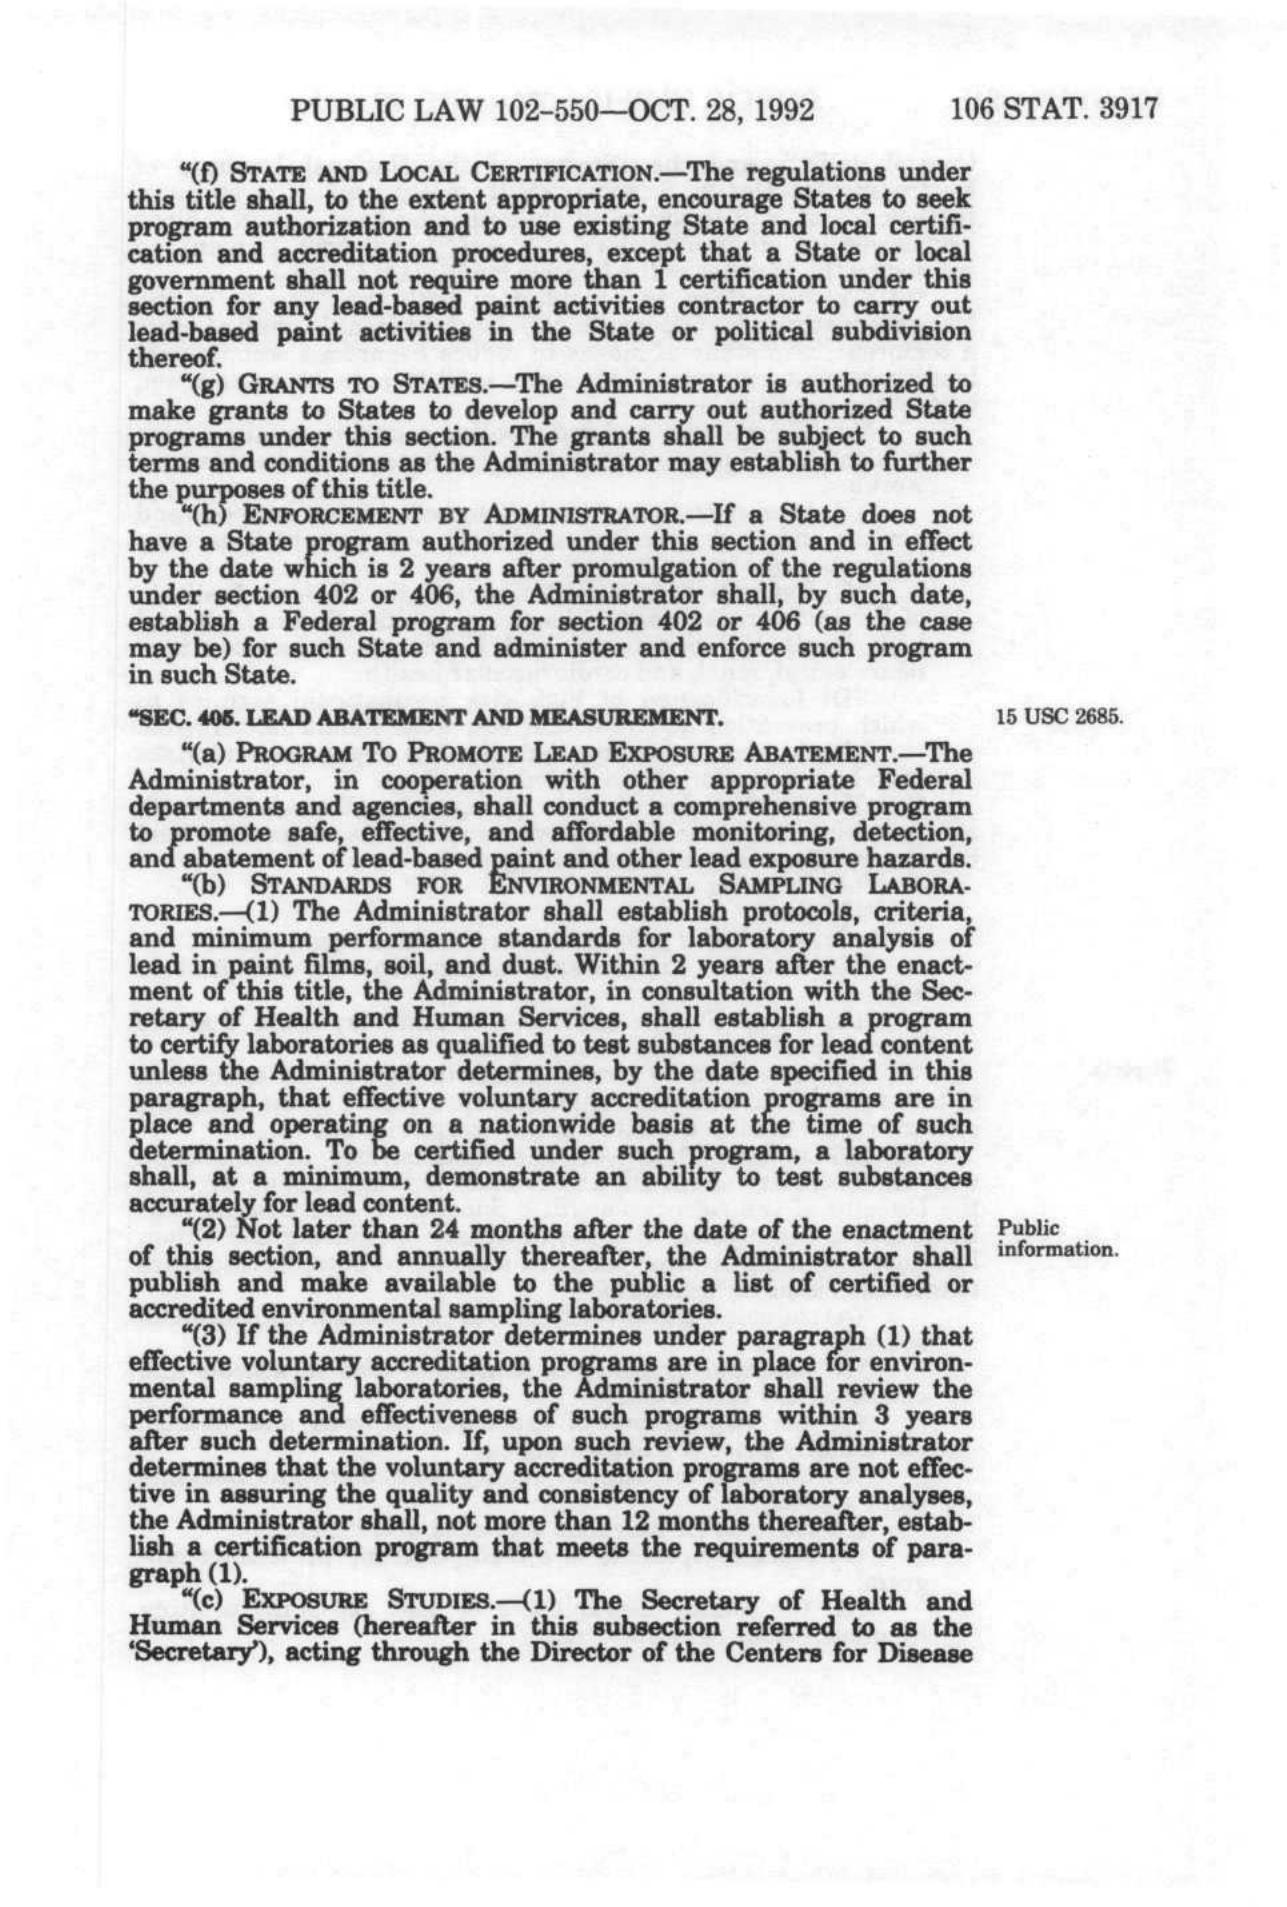 PUBLIC LAW 102–550—OCT. 28, 1992 106 STAT. 3917
“(f) STATE AND LOCAL CERTIFICATION.—The regulations under
this title shall, to the extent appropriate, encourage States to seek
program authorization and to use existing State and local certifi-
cation and accreditation procedures, except that a State or local
government shall not require more than 1 certification under this
section for any lead-based paint activities contractor to carry out
lead-based paint activities in the State or political subdivision
thereof.
“(g) GRANTS TO STATES.—The Administrator is authorized to
make grants to States to develop and carry out authorized State
programs under this section. The grants shall be subject to such
terms and conditions as the Administrator may establish to further
the purposes of this title.
“(h) ENFORCEMENT BY ADMINISTRATOR.—If a State does not
have a State program authorized under this section and in effect
by the date which is 2 years after promulgation of the regulations
under section 402 or 406, the Administrator shall, by such date,
establish a Federal program for section 402 or 406 (as the case
may be) for such State and administer and enforce such program
in such State.
“SEC. 405. LEAD ABATEMENT AND MEASUREMENT. 15 USC 2685.
“(a) PROGRAM TO PROMOTE LEAD EXPOSURE ABATEMENT.—The
Administrator, in cooperation with other appropriate Federal
departments and agencies, shall conduct a comprehensive program
to promote safe, effective, and affordable monitoring, detection,
and abatement of lead-based paint and other lead exposure hazards.
“(b) STANDARDS FOR ENVIRONMENTAL SAMPLING LABORA-
TORIES.—(1) The Administrator shall establish protocols, criteria,
and minimum performance standards for laboratory analysis of
lead in paint films, soil, and dust. Within 2 years after the enact-
ment of this title, the Administrator, in consultation with the Sec-
retary of Health and Human Services, shall establish a program
to certify laboratories as qualified to test substances for lead content
unless the Administrator determines, by the date specified in this
paragraph, that effective voluntary accreditation programs are in
place and operating on a nationwide basis at the time of such
determination. To be certified under such program, a laboratory
shall, at a minimum, demonstrate an ability to test substances
accurately for lead content.
“(2) Not later than 24 months after the date of the enactment
of this section, and annually thereafter, the Administrator shall
publish and make available to the public a list of certified or
accredited environmental sampling laboratories.
Public
information.
“(3) If the Administrator determines under paragraph (1) that
effective voluntary accreditation programs are in place for environ-
mental sampling laboratories, the Administrator shall review the
performance and effectiveness of such programs within 3 years
after such determination. If, upon such review, the Administrator
determines that the voluntary accreditation programs are not effec-
tive in assuring the quality and consistency of laboratory analyses,
the Administrator shall, not more than 12 months thereafter, estab-
lish a certification program that meets the requirements of para-
graph (1).
“(c) EXPOSURE STUDIES.—(1) The Secretary of Health and
Human Services (hereafter in this subsection referred to as the
‘Secretary’), acting through the Director of the Centers for Disease